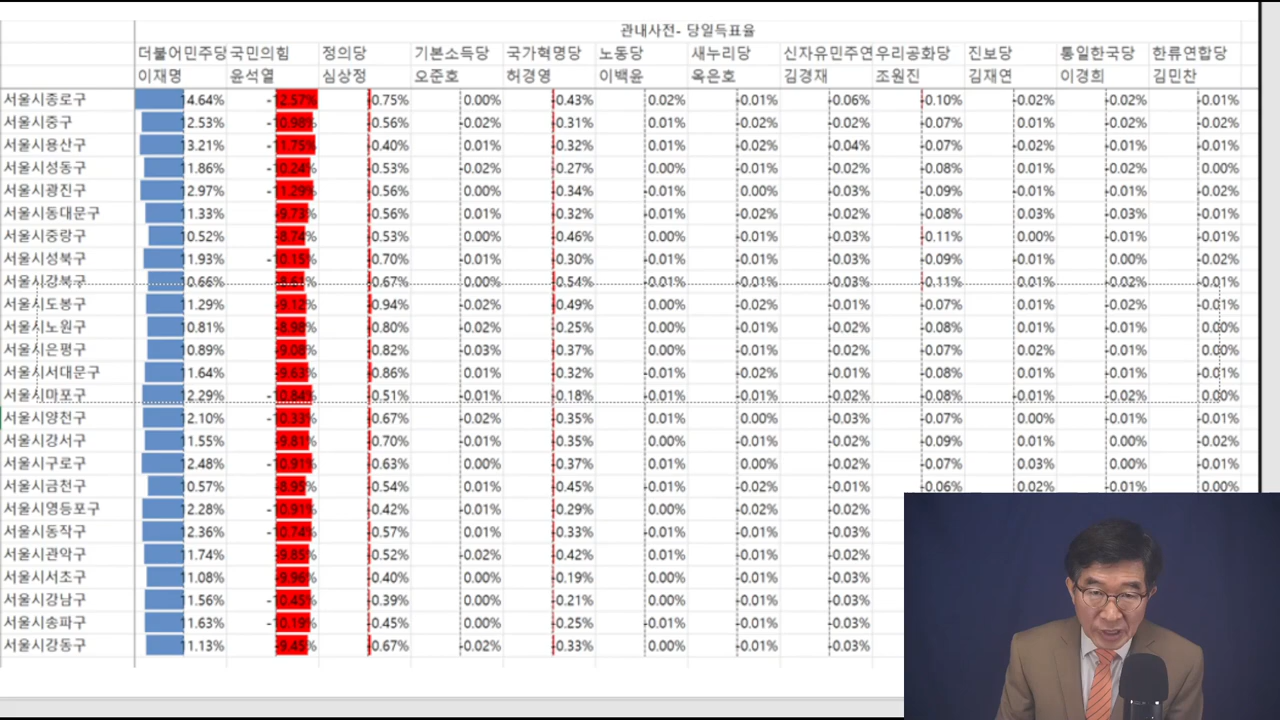 관내사전- 당일득표율
더불어민주당 국민의힘 정의당 기본소득당 국가혁명당 노동당 새누리당 신자유민주연 우리공화당 진보당 통일한국당 한류연합당
이재명 윤석열 심상정 오준호 허경영 이백윤 옥은호 김경재 조원진 김재연 이경희 김민찬
서울시종로구 14.64% -12.57% -0.75% 0.00% -0.43% 0.02% -0.01% -0.06% -0.10% -0.02% -0.02% -0.01%
서울시중구 12.53% -10.98% -0.56% -0.02% -0.31% 0.01% -0.02% -0.02% -0.07% 0.01% -0.02% -0.02%
서울시용산구 13.21% -11.75% -0.40% 0.01% -0.32% 0.01% -0.02% -0.04% -0.07% -0.02% -0.01% -0.01%
서울시성동구 11.86% -10.24% -0.53% -0.02% -0.27% 0.00% -0.01% -0.02% -0.07% 0.01% -0.02% 0.00%
서울시광진구 12.97% -11.29% -0.56% 0.00% -0.34% -0.01% 0.00% -0.03% -0.09% -0.01% -0.01% -0.02%
서울시동대문구 11.33% -9.73% -0.56% 0.01% -0.32% -0.01% -0.02% -0.02% -0.08% 0.03% -0.03% -0.01%
서울시중랑구 10.52% -8.74% -0.53% 0.00% -0.46% 0.00% -0.01% -0.03% -0.11% 0.00% -0.01% -0.01%
서울시성북구 11.93% -10.15% -0.70% -0.01% -0.30% 0.00% -0.01% -0.03% -0.09% -0.01% 0.00% -0.02%
서울시강북구 10.66% -8.61% -0.67% 0.00% -0.54% -0.01% -0.01% -0.03% -0.11% 0.01% -0.02% -0.01%
서울시도봉구 11.29% -9.12% -0.94% -0.02% -0.49% 0.00% -0.02% -0.01% -0.07% 0.01% -0.02% -0.01%
서울시노원구 10.81% -8.98% -0.80% -0.02% -0.25% 0.00% -0.01% -0.02% -0.08% 0.01% -0.01% 0.00%
서울시은평구 10.89% -9.08% -0.82% -0.03% -0.37% 0.00% -0.01% -0.02% -0.07% 0.02% -0.01% 0.00%
서울시서대문구 11.64% -9.63% -0.86% 0.01% -0.32% -0.01% -0.02% -0.01% -0.08% 0.01% -0.01% -0.01%
서울시마포구 12.29% -10.84% -0.51% -0.01% -0.18% -0.01% -0.01% -0.02% -0.08% -0.01% -0.02% 0.00%
서울시양천구 12.10% -10.33% -0.67% -0.02% -0.35% 0.01% 0.00% -0.03% -0.07% 0.00% -0.01% -0.01%
서울시강서구 11.55% -9.81% -0.70% -0.01% -0.35% 0.00% -0.01% -0.02% -0.09% 0.01% 0.00% -0.02%
서울시구로구 12.48% -10.91% -0.63% 0.00% -0.37% 0.01% 0.00% -0.02% -0.07% 0.03% 0.00% -0.01%
서울시금천구 10.57% -8.95% -0.54% 0.01% -0.45% 0.01% -0.02% -0.01% -0.06% 0.02% -0.01% 0.00%
서울시영등포구 12.28% -10.91% -0.42% -0.01% -0.29% 0.00% -0.02% -0.02%
서울시동작구 12.36% -10.74% -0.57% 0.01% -0.33% -0.01% -0.01% -0.03%
서울시관악구 11.74% -9.85% -0.52% -0.02% -0.42% 0.01% -0.01% -0.02%
서울시서초구 11.08% -9.96% -0.40% 0.00% -0.19% 0.00% -0.01% -0.03%
서울시강남구 11.56% -10.45% -0.39% 0.00% -0.21% 0.00% -0.01% -0.03%
서울시송파구 11.63% -10.19% -0.45% 0.00% -0.25% -0.01% -0.01% -0.03%
서울시강동구 11.13% -9.45% -0.67% -0.02% -0.33% 0.00% -0.01% -0.03%